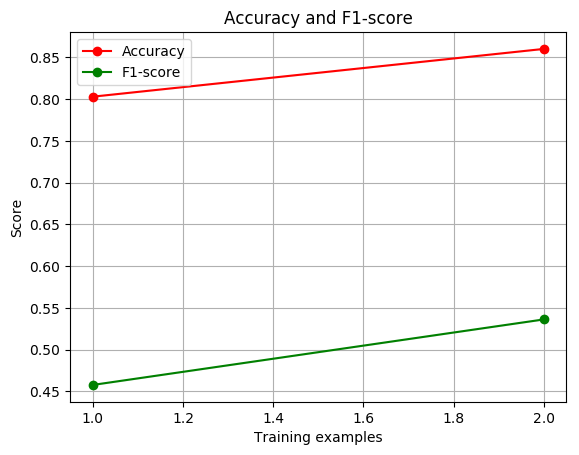 Accuracy and F1-score
Accuracy
F1-score
0.85
0.80
0.75
0.70
0.65
0.60
0.55
0.50
0.45
Score
1.0 1.2 1.4 1.6 1.8 2.0
Training examples